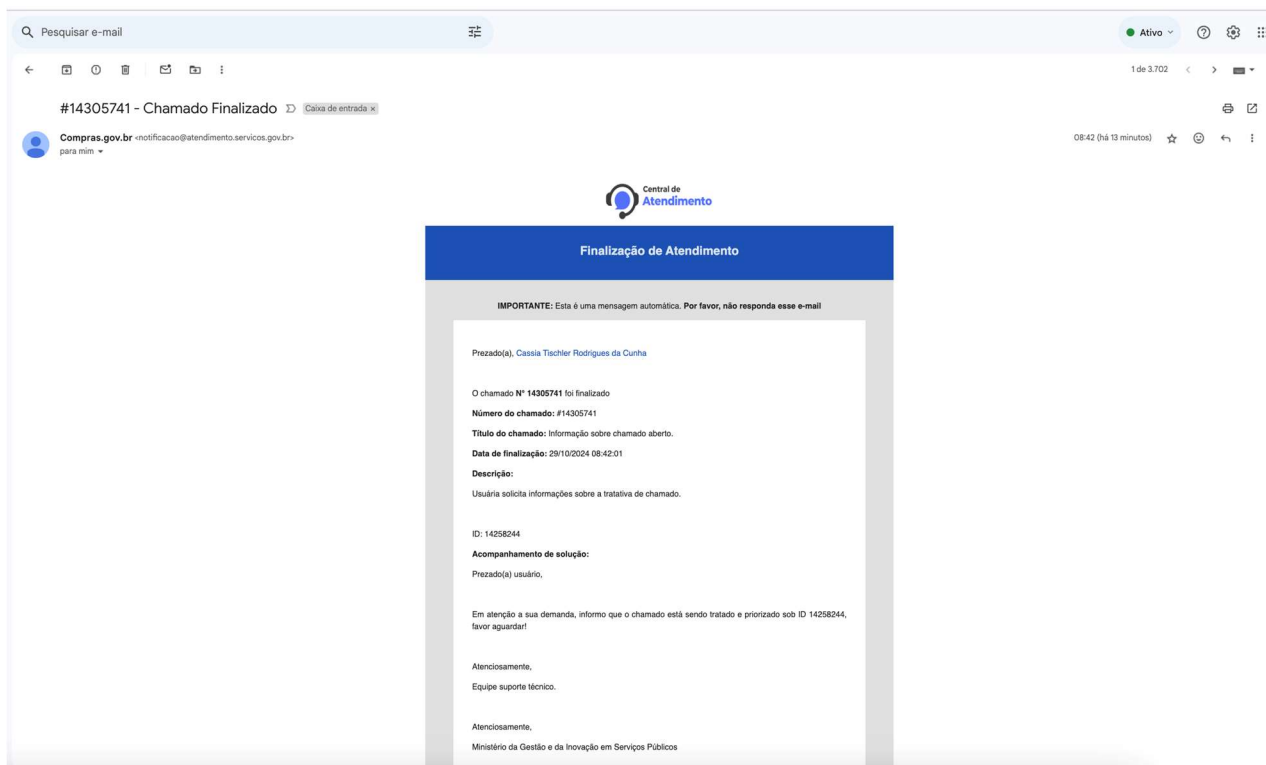 Pesquisar e-mail
Ativo
1 de 3.702
#14305741 - Chamado Finalizado
Caixa de entrada ×
Compras.gov.br <notificacao@atendimento.servicos.gov.br>
08:42 (há 13 minutos)
para mim
Central de
Atendimento
Finalização de Atendimento
IMPORTANTE: Esta é uma mensagem automática. Por favor, não responda esse e-mail
Prezado(a), Cassia Tischler Rodrigues da Cunha
O chamado N° 14305741 foi finalizado
Número do chamado: #14305741
Título do chamado: Informação sobre chamado aberto.
Data de finalização: 29/10/2024 08:42:01
Descrição:
Usuária solicita informações sobre a tratativa de chamado.
ID: 14258244
Acompanhamento de solução:
Prezado(a) usuário,
Em atenção a sua demanda, informo que o chamado está sendo tratado e priorizado sob ID 14258244,
favor aguardar!
Atenciosamente,
Equipe suporte técnico.
Atenciosamente,
Ministério da Gestão e da Inovação em Serviços Públicos